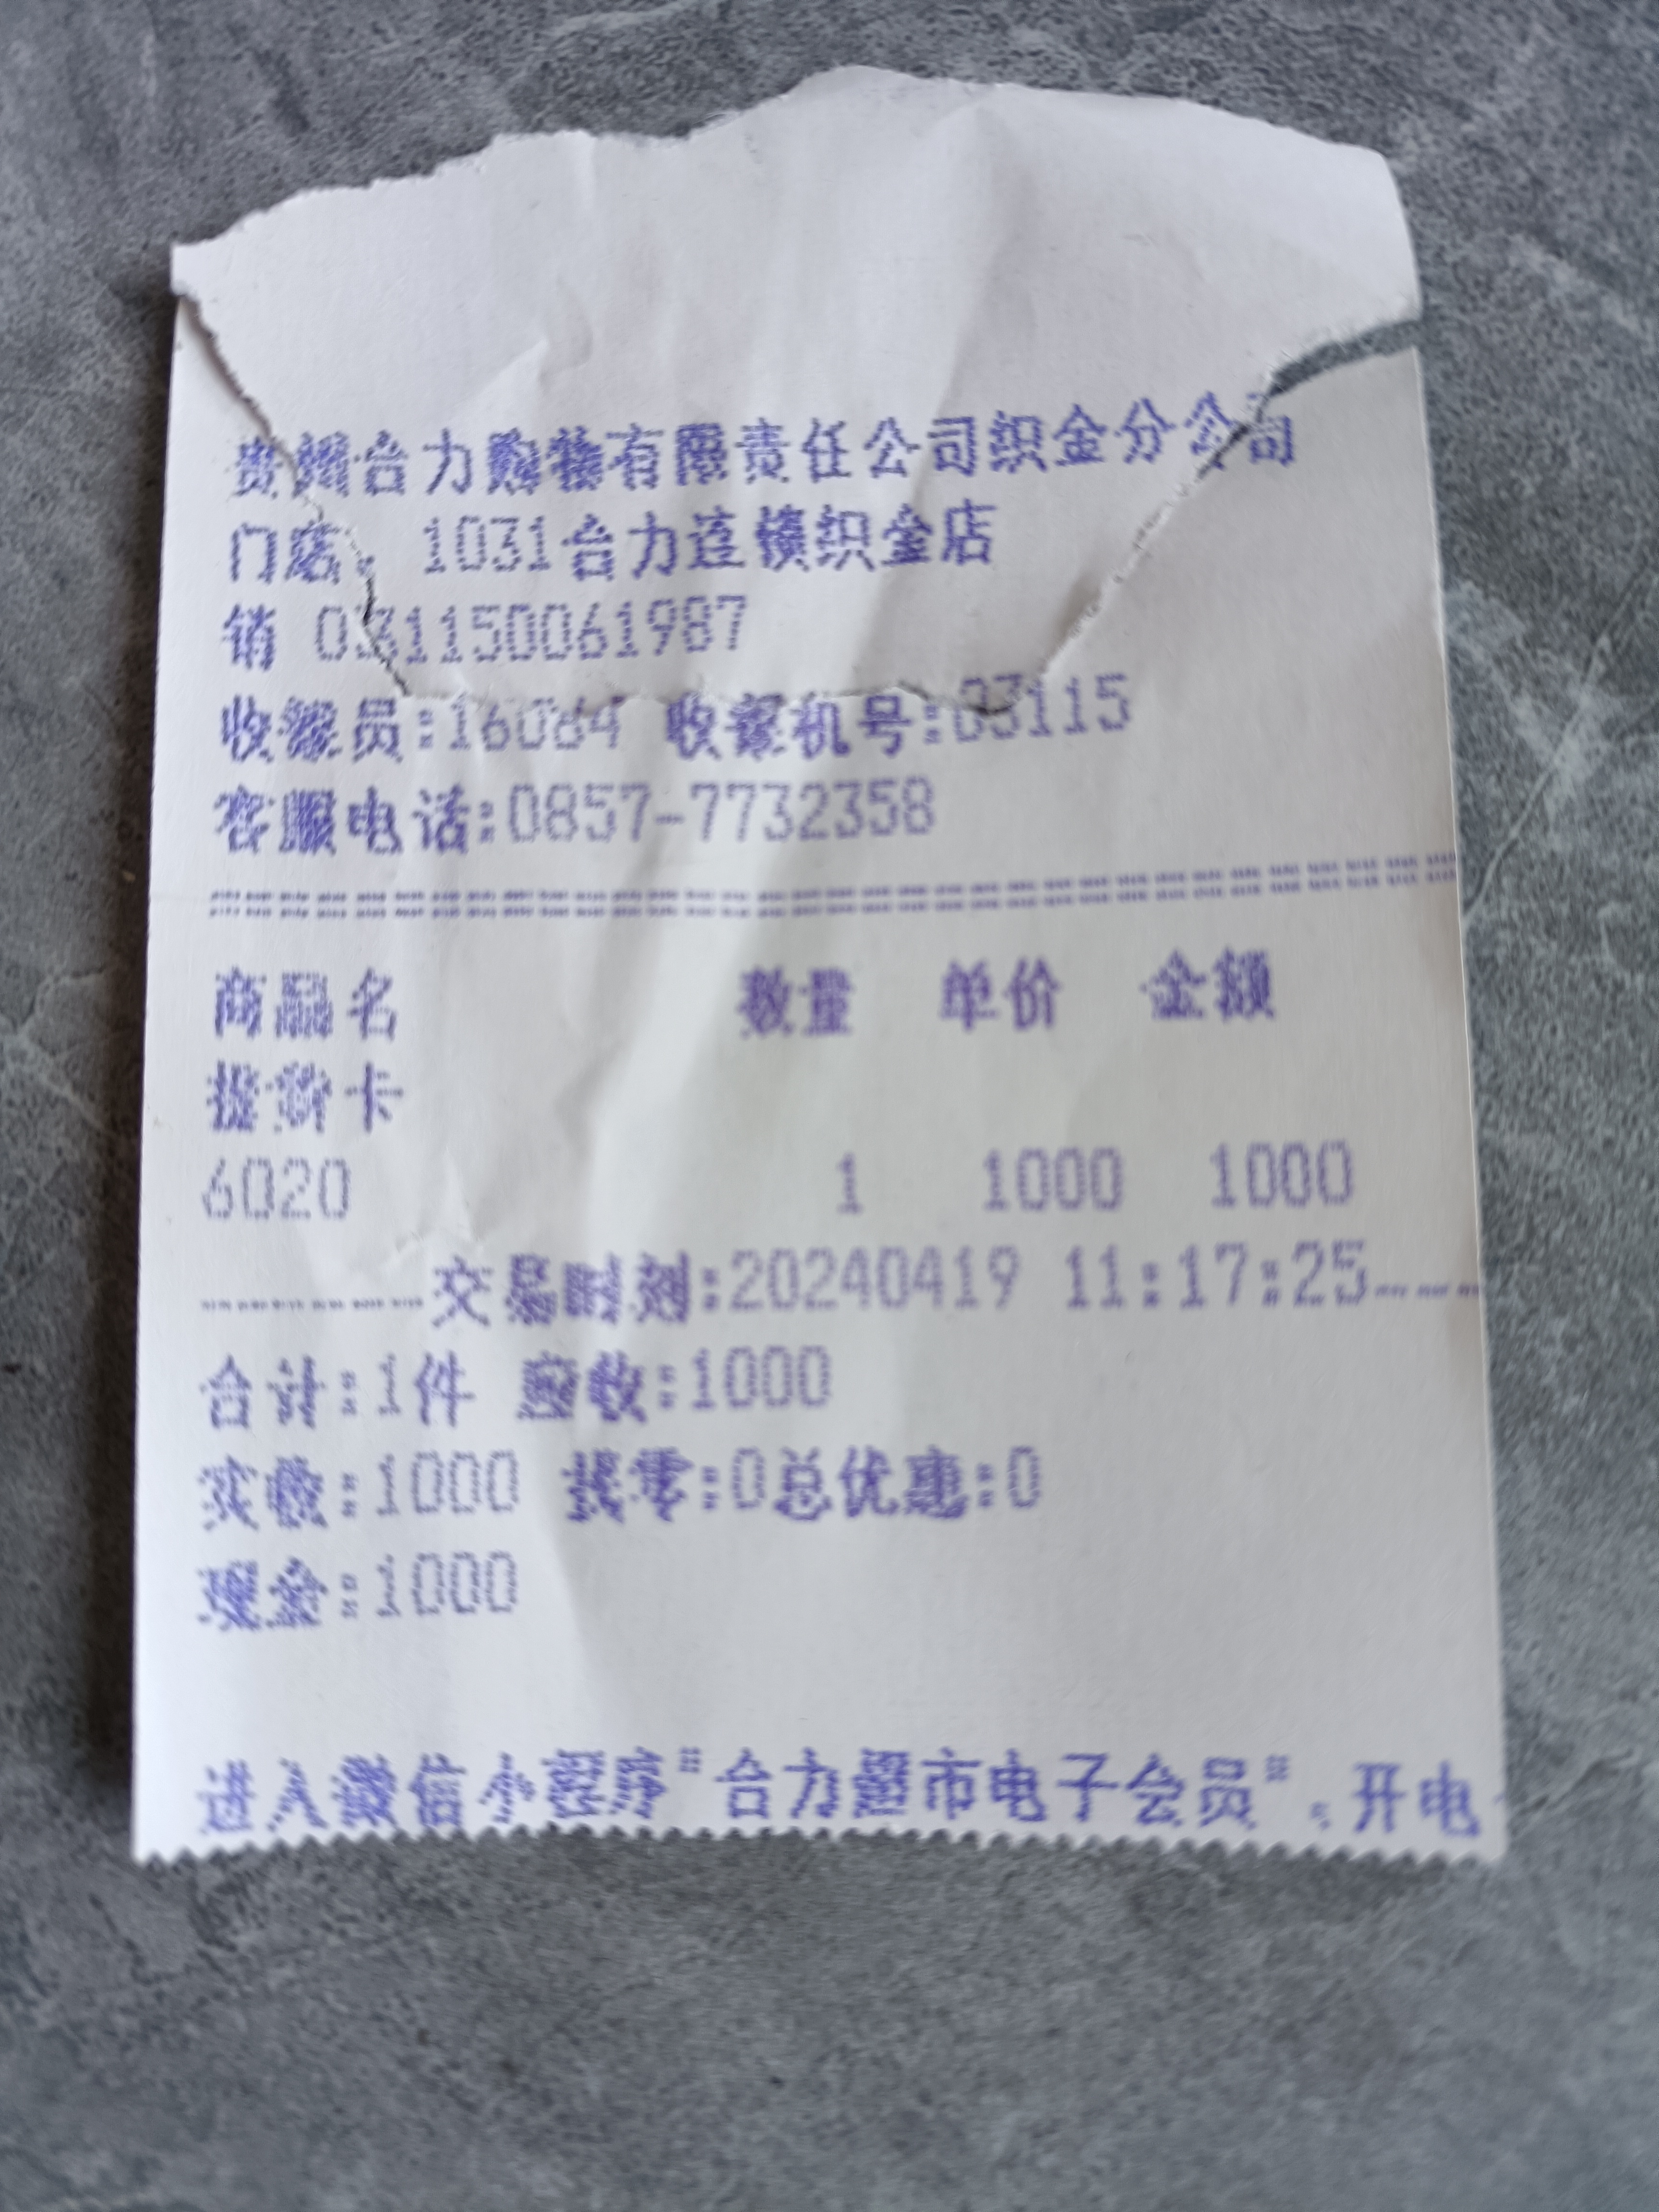 贵州合力购物有限责任公司织金分公司
门店: 1031合力连锁织金店
销 0311150061987
收银员:16064 收银机号:03115
客服电话:0857-7732358
商品名 数量 单价 金额
提货卡
6020 1 1000 1000
交易时刻:20240419 11:17:25
合计:1件 应收:1000
实收:1000 找零:0总优惠:0
现金:1000
进入微信小程序"合力超市电子会员"，开电